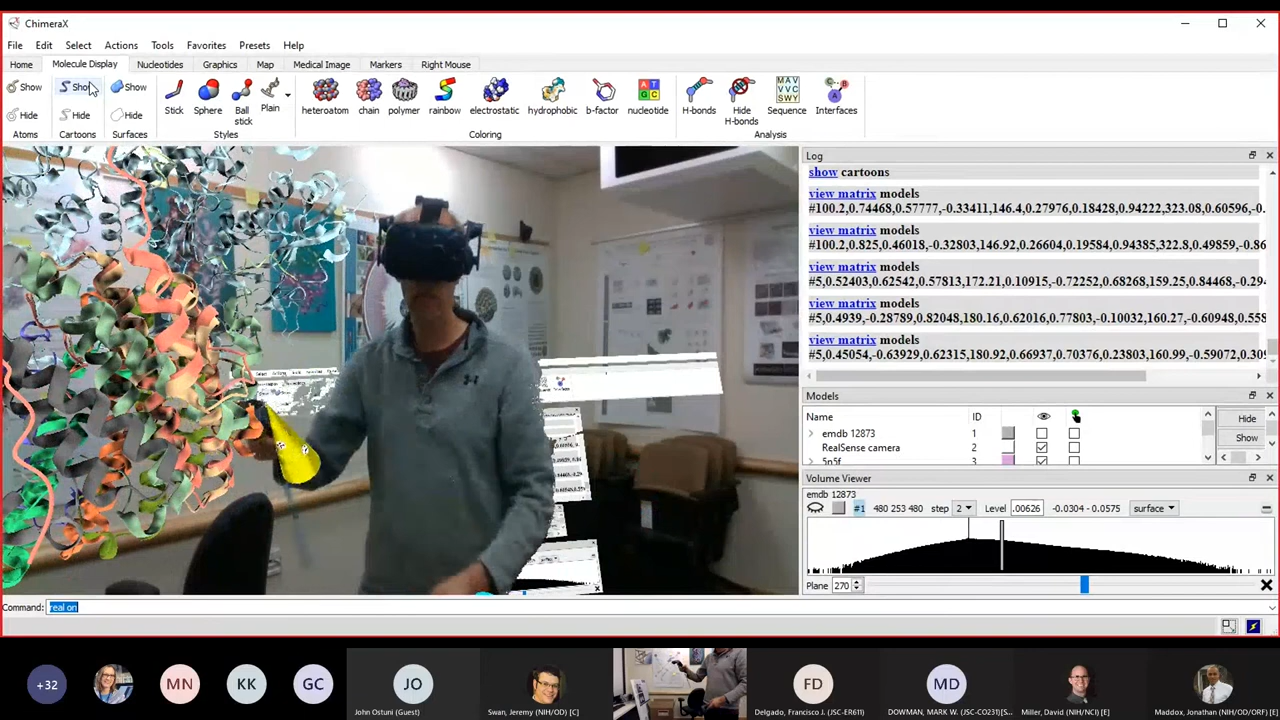 ChimeraX
File Edit Select Actions Tools Favorites Presets Help
Home Molecule Display Nucleotides Graphics Map Medical Image Markers Right Mouse
Show Show Show
Hide Hide Hide
Atoms Cartoons Surfaces
Stick Sphere Ball stick Plain
Styles
heteroatom chain polymer rainbow electrostatic hydrophobic b-factor nucleotide
Coloring
MAV
VVC
SWY
H-bonds Hide H-bonds Sequence Interfaces
Analysis
Log
show cartoons
view matrix models
#100.2,0.74468,0.57777,-0.33411,146.4,0.27976,0.18428,0.94222,323.08,0.60596,-0.
view matrix models
#100.2,0.825,0.46018,-0.32803,146.92,0.26604,0.19584,0.94385,322.8,0.49859,-0.86
view matrix models
#5,0.52403,0.62542,0.57813,172.21,0.10915,-0.72252,0.68268,159.25,0.84468,-0.294
view matrix models
#5,0.4939,-0.28789,0.82048,180.16,0.62016,0.77803,-0.10032,160.27,-0.60948,0.558
view matrix models
#5,0.45054,-0.63929,0.62315,180.92,0.66937,0.70376,0.23803,160.99,-0.59072,0.309
Models
Name ID
emdb 12873 1
RealSense camera 2
5n5f 3
Hide
Show
Volume Viewer
emdb 12873
#1 480 253 480 step 2 Level .00626 -0.0304 - 0.0575 surface
Plane 270
Command: real on
+32 MN KK GC JO FD MD
John Ostuni (Guest)
Swan, Jeremy (NIH/OD) [C]
Delgado, Francisco J. (JSC-ER611)
DOWMAN, MARK W. (JSC-CO231)[S...
Miller, David (NIH/NCI) [E]
Maddox, Jonathan (NIH/OD/ORF) [E]